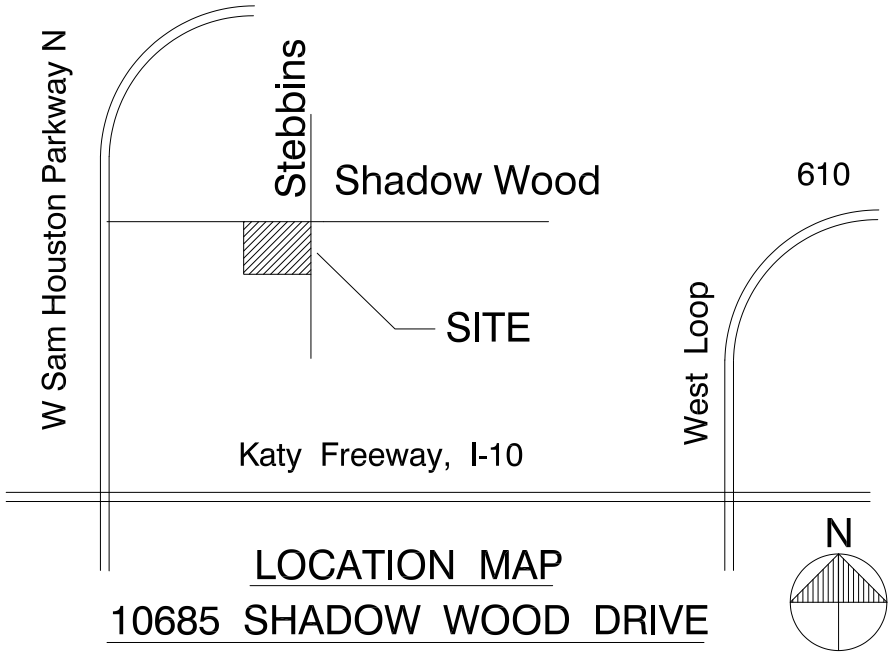 W Sam Houston Parkway N
Stebbins
Shadow Wood
610
SITE
West Loop
Katy Freeway, I-10
N
LOCATION MAP
10685 SHADOW WOOD DRIVE